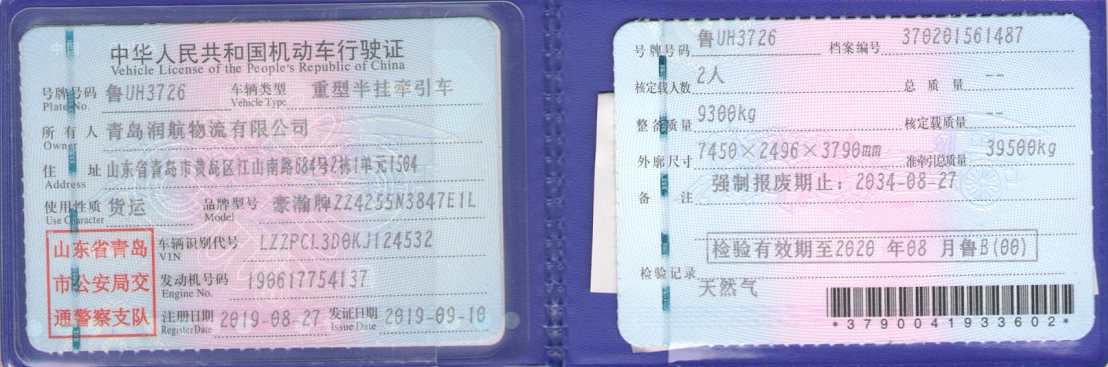 中华人民共和国机动车行驶证
Vehicle License of the People's Republic of China
号牌号码 鲁UH3726 车辆类型 重型半挂牵引车
Plate No. Vehicle Type
所有人 青岛润航物流有限公司
Owner
住址 山东省青岛市黄岛区江山南路684号2栋1单元1504
Address
使用性质 货运 品牌型号 豪瀚牌ZZ4255N3847E1L
Use Character Model
山东省青岛
市公安局交
通警察支队
车辆识别代号 LZZPCL3D0KJ124532
VIN
发动机号码 190617754137
Engine No.
注册日期 2019-08-27 发证日期 2019-09-10
Register Date Issue Date
号牌号码 鲁UH3726 档案编号 370201561487
核定载人数 2人 总质量 --
整备质量 9300kg 核定载质量 --
外廓尺寸 7450×2496×3790mm 准牵引总质量 39500kg
备注 强制报废期止：2034-08-27
检验有效期至2020 年08 月鲁B(00)
检验记录
天然气
*3790041933602*